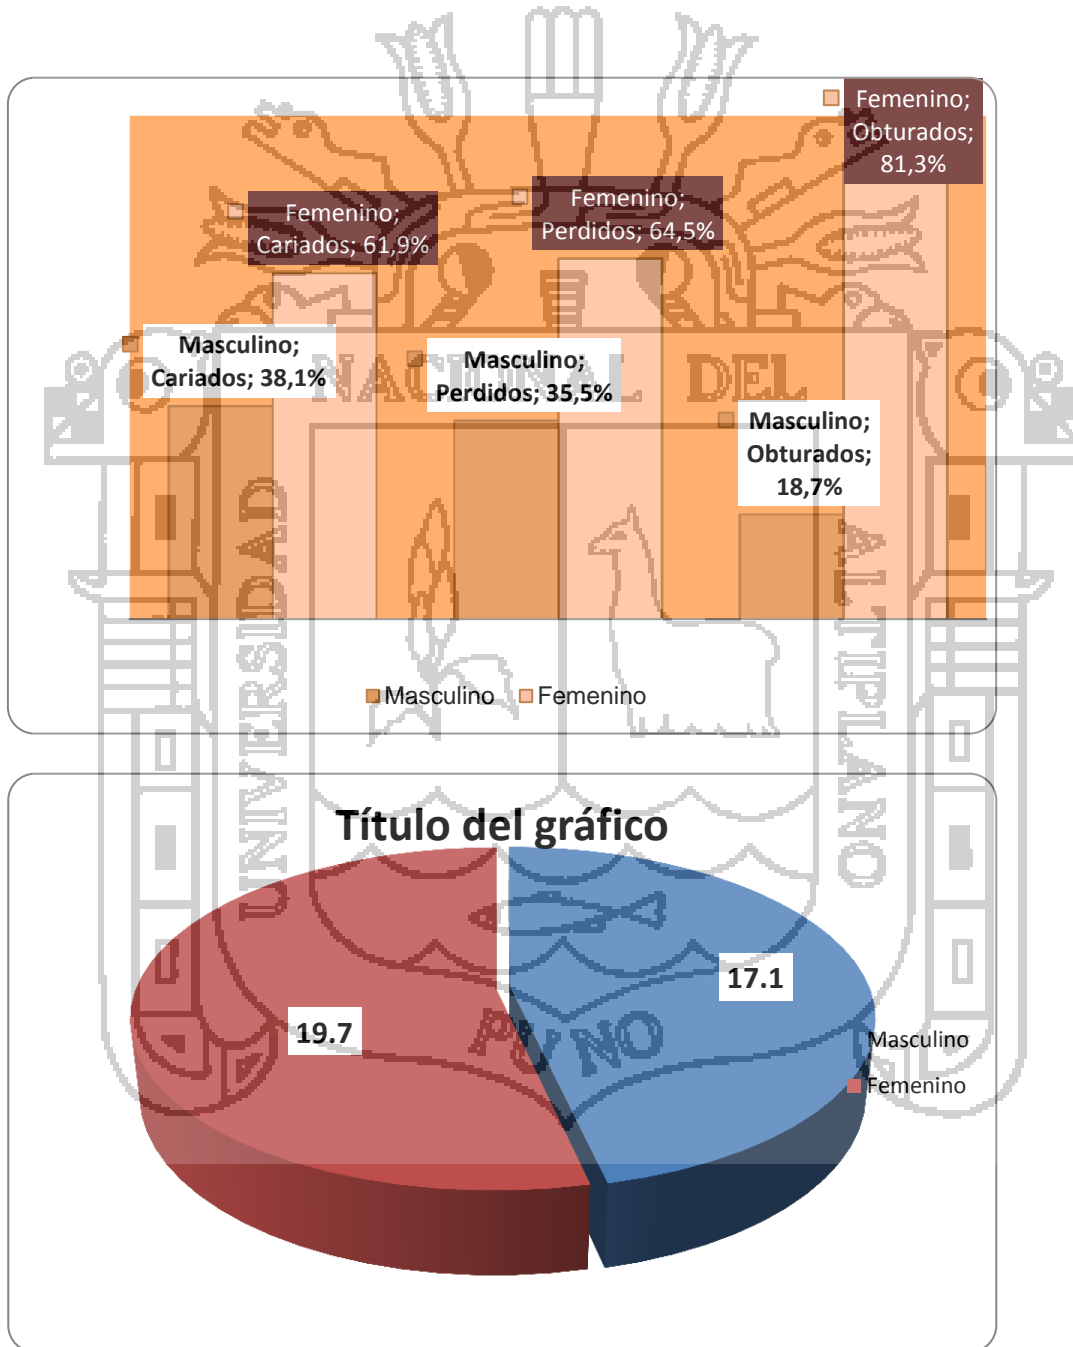 Femenino;
Obturados;
81,3%
Femenino;
Cariados; 61,9%
Femenino;
Perdidos; 64,5%
Masculino;
Cariados; 38,1%
Masculino;
Perdidos; 35,5%
Masculino;
Obturados;
18,7%
NACIONAL DEL
UNIVERSIDAD
ALTIPLANO
Masculino Femenino
Título del gráfico
17.1
19.7
PUNO
Masculino
Femenino